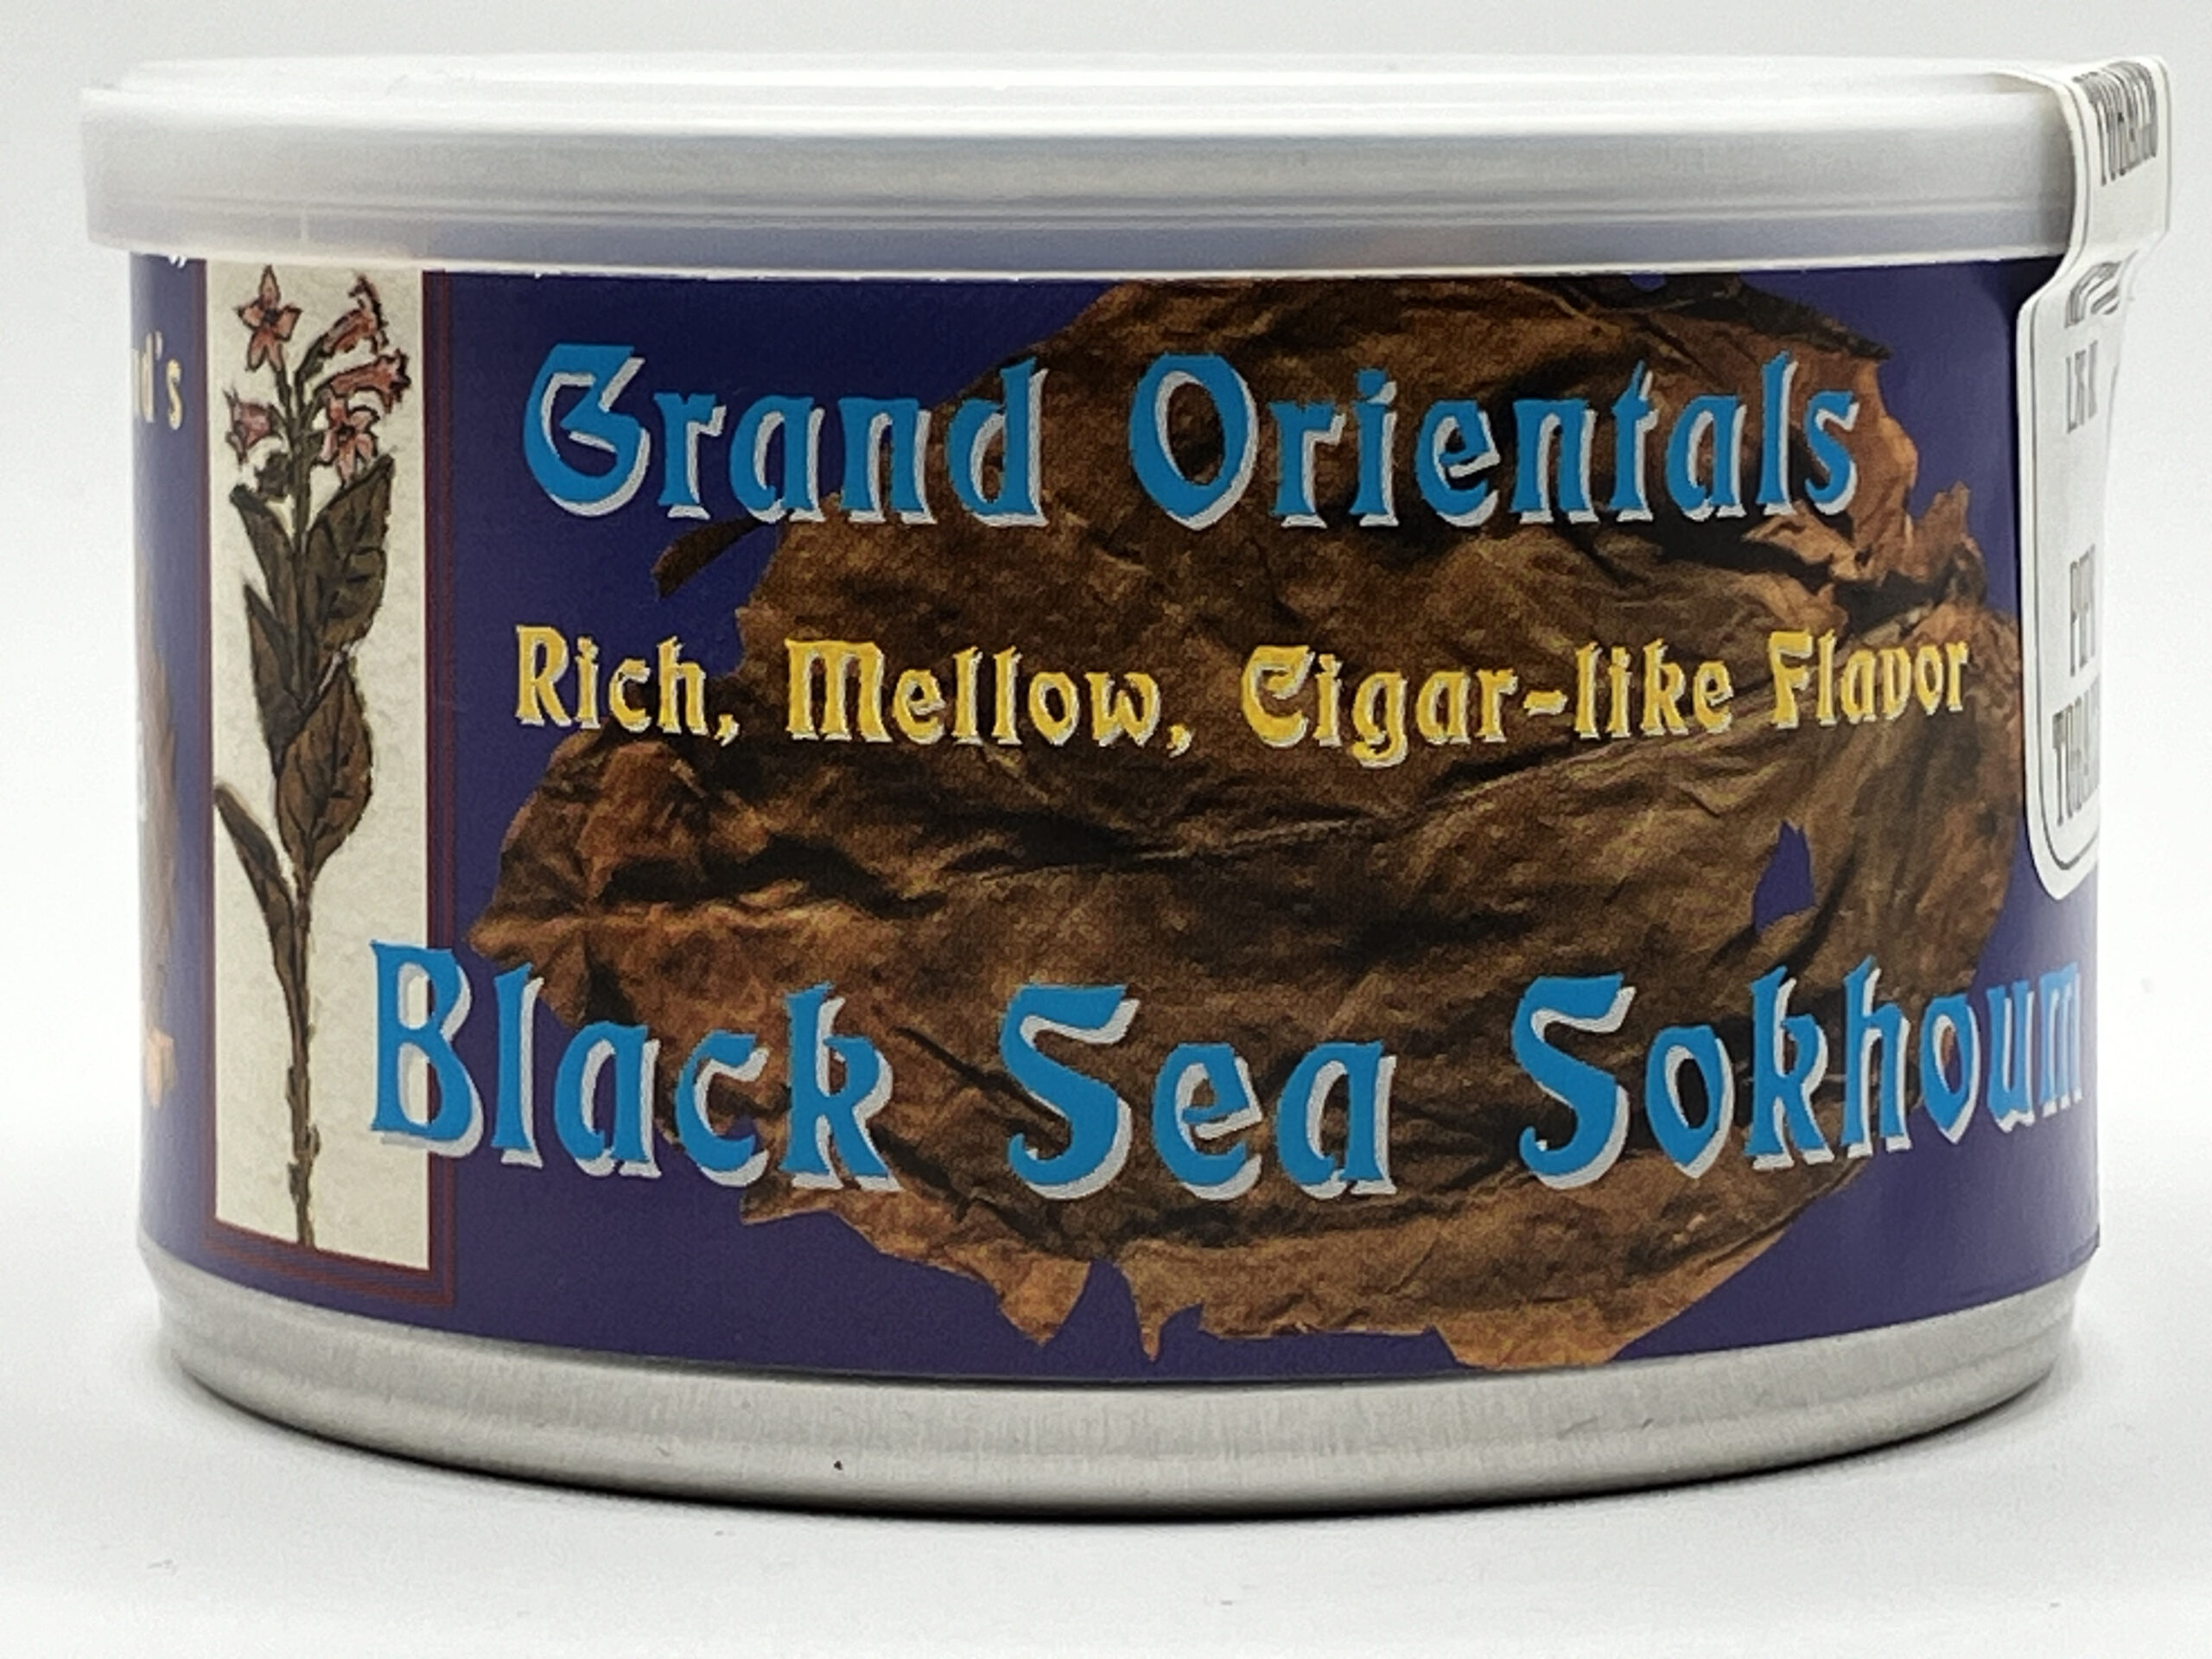 Grand Orientals
Rich, Mellow, Cigar-like Flavor
Black Sea Sokhoum